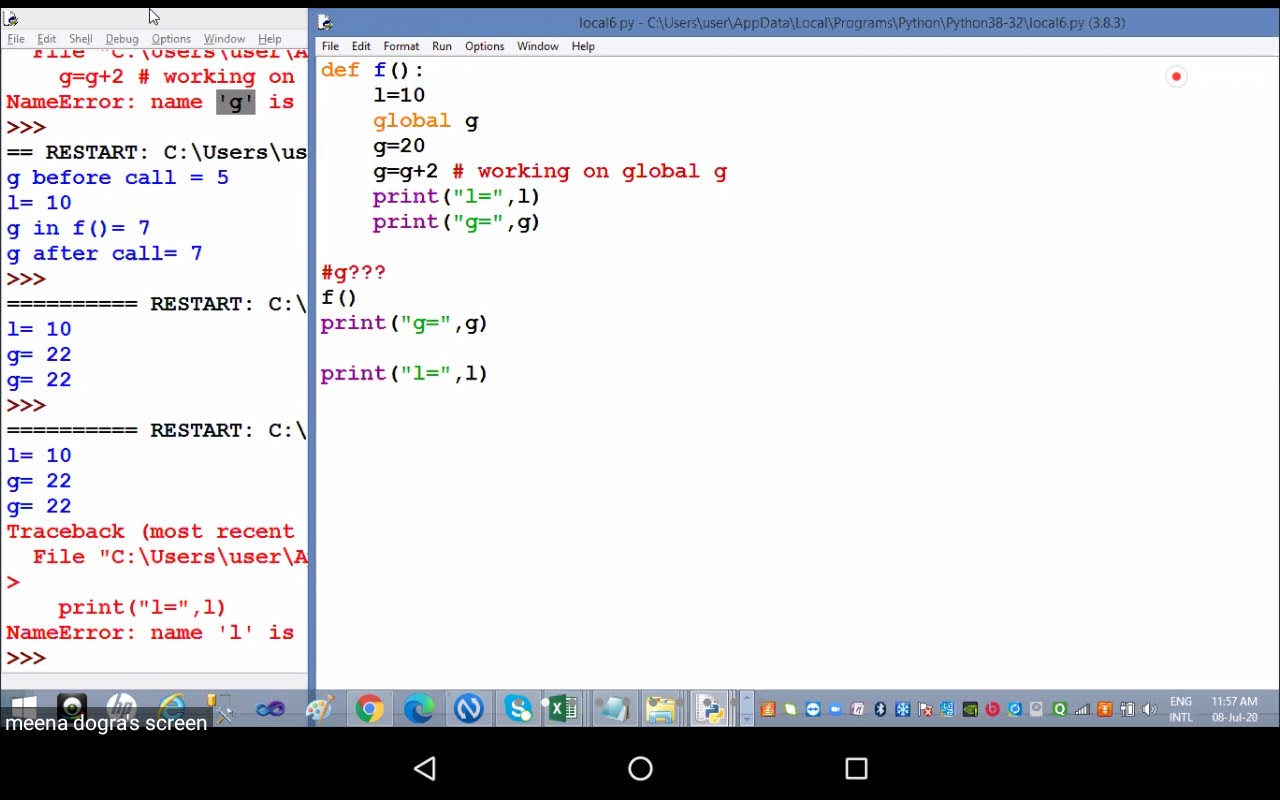 local6.py - C:\Users\user\AppData\Local\Programs\Python\Python38-32\local6.py (3.8.3)
File Edit Shell Debug Options Window Help
File "C:\Users\user\A
g=g+2 # working on
NameError: name 'g' is
>>>
== RESTART: C:\Users\us
g before call = 5
l= 10
g in f()= 7
g after call= 7
>>>
========== RESTART: C:\
l= 10
g= 22
g= 22
>>>
========== RESTART: C:\
l= 10
g= 22
g= 22
Traceback (most recent
File "C:\Users\user\A
>
print("l=",l)
NameError: name 'l' is
>>>
File Edit Format Run Options Window Help
def f():
    l=10
    global g
    g=20
    g=g+2 # working on global g
    print("l=",l)
    print("g=",g)
#g???
f()
print("g=",g)
print("l=",l)
ENG
INTL
11:57 AM
08-Jul-20
meena dogra's screen